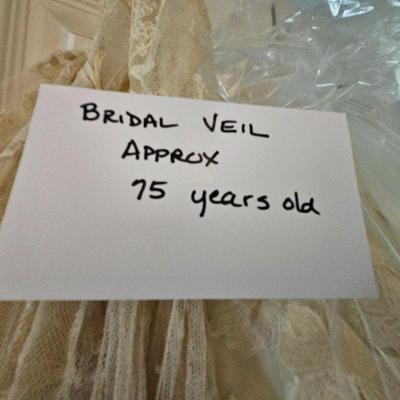 BRIDAL VEIL
APPROX
75 years old